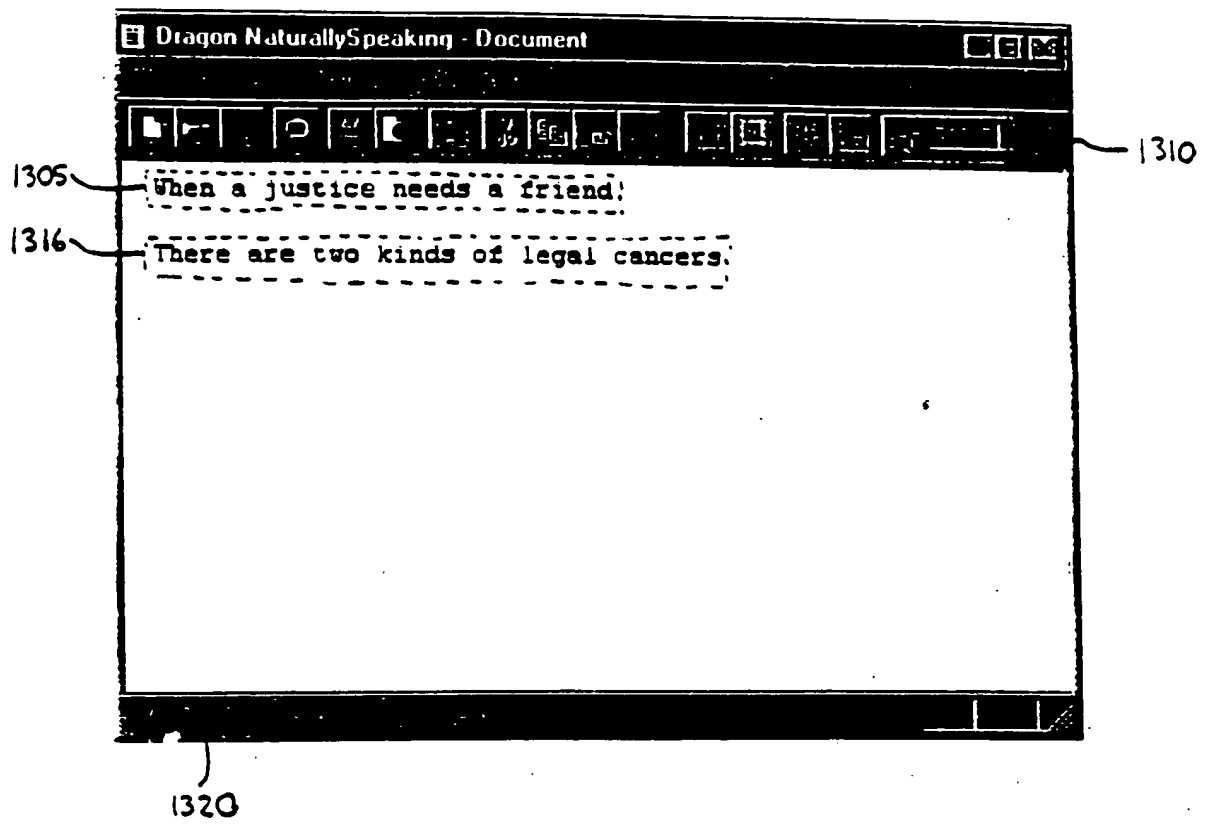 Dragon NaturallySpeaking - Document
1310
1305
When a justice needs a friend.
1316
There are two kinds of legal cancers.
1320